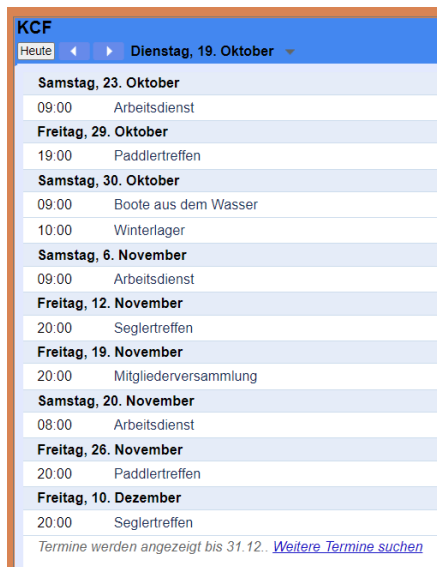 KCF
Heute Dienstag, 19. Oktober
Samstag, 23. Oktober
09:00 Arbeitsdienst
Freitag, 29. Oktober
19:00 Paddlertreffen
Samstag, 30. Oktober
09:00 Boote aus dem Wasser
10:00 Winterlager
Samstag, 6. November
09:00 Arbeitsdienst
Freitag, 12. November
20:00 Seglertreffen
Freitag, 19. November
20:00 Mitgliederversammlung
Samstag, 20. November
08:00 Arbeitsdienst
Freitag, 26. November
20:00 Paddlertreffen
Freitag, 10. Dezember
20:00 Seglertreffen
Termine werden angezeigt bis 31.12.. Weitere Termine suchen